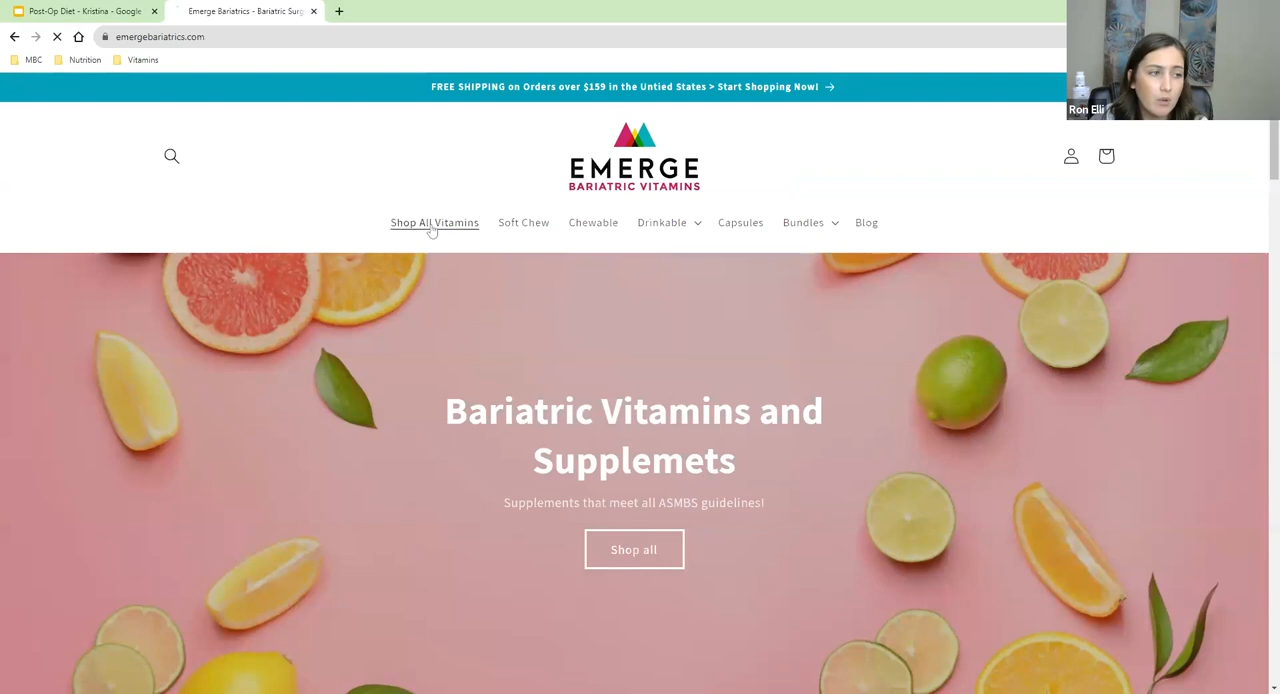 Post-Op Diet - Kristina - Google
Emerge Bariatrics - Bariatric Surg
emergebariatrics.com
MBC
Nutrition
Vitamins
FREE SHIPPING on Orders over $159 in the Untied States > Start Shopping Now! →
Ron Elli
EMERGE
BARIATRIC VITAMINS
Shop All Vitamins
Soft Chew
Chewable
Drinkable
Capsules
Bundles
Blog
Bariatric Vitamins and
Supplemets
Supplements that meet all ASMBS guidelines!
Shop all